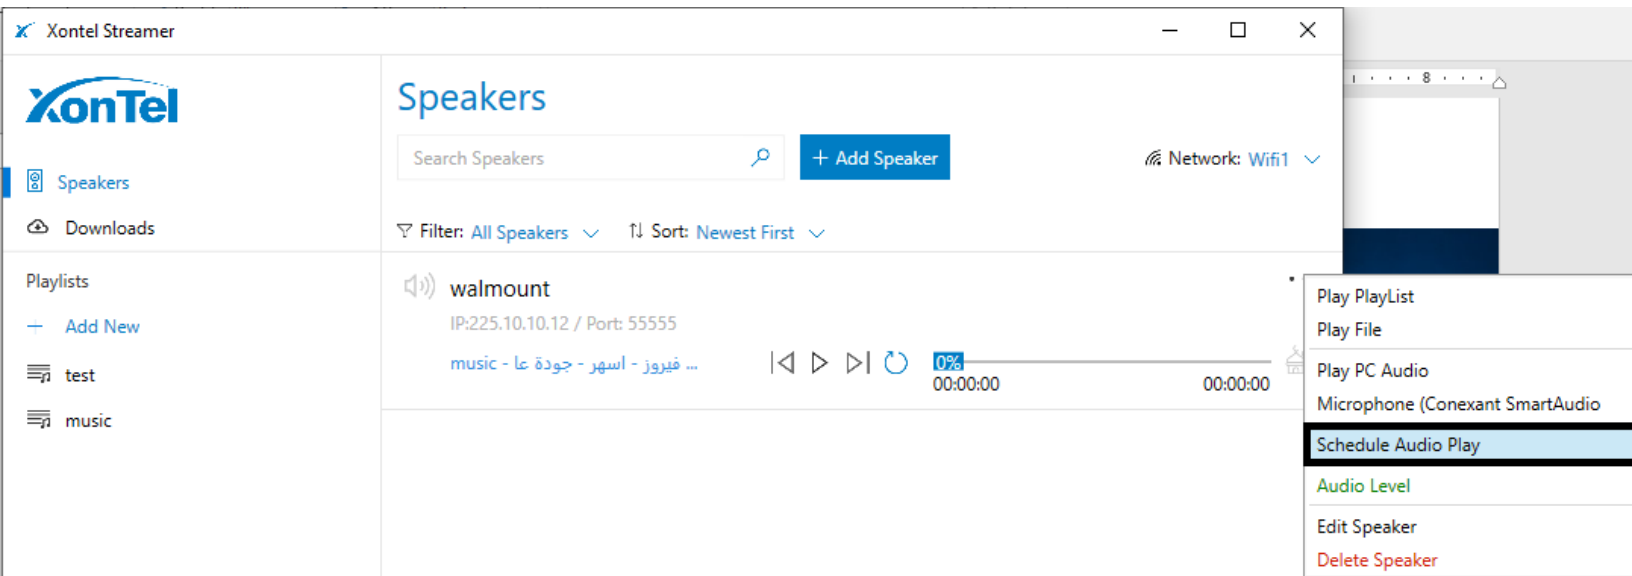 Xontel Streamer
8
XonTel
Speakers
Search Speakers
+ Add Speaker
Network: Wifi1
Speakers
Downloads
Filter: All Speakers
Sort: Newest First
Playlists
+ Add New
test
music
walmount
IP:225.10.10.12 / Port: 55555
music - فيروز - اسهر - جودة عا ...
0%
00:00:00
00:00:00
Play PlayList
Play File
Play PC Audio
Microphone (Conexant SmartAudio
Schedule Audio Play
Audio Level
Edit Speaker
Delete Speaker